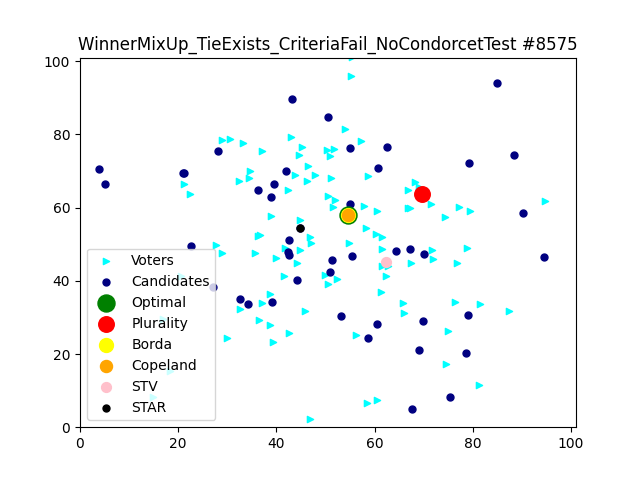 WinnerMixUp_TieExists_CriteriaFail_NoCondorcetTest #8575
100
80
60
40
20
0
Voters
Candidates
Optimal
Plurality
Borda
Copeland
STV
STAR
0 20 40 60 80 100